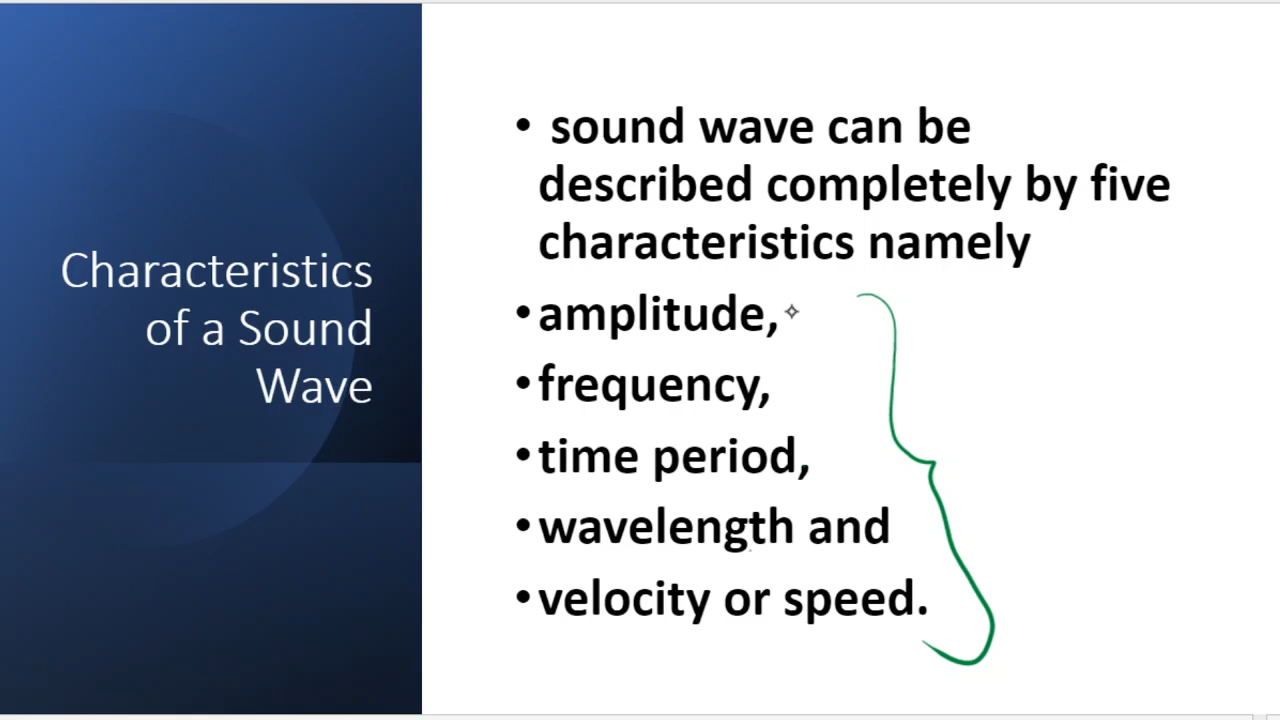 Characteristics
of a Sound
Wave
• sound wave can be
described completely by five
characteristics namely
• amplitude,
• frequency,
• time period,
• wavelength and
• velocity or speed.